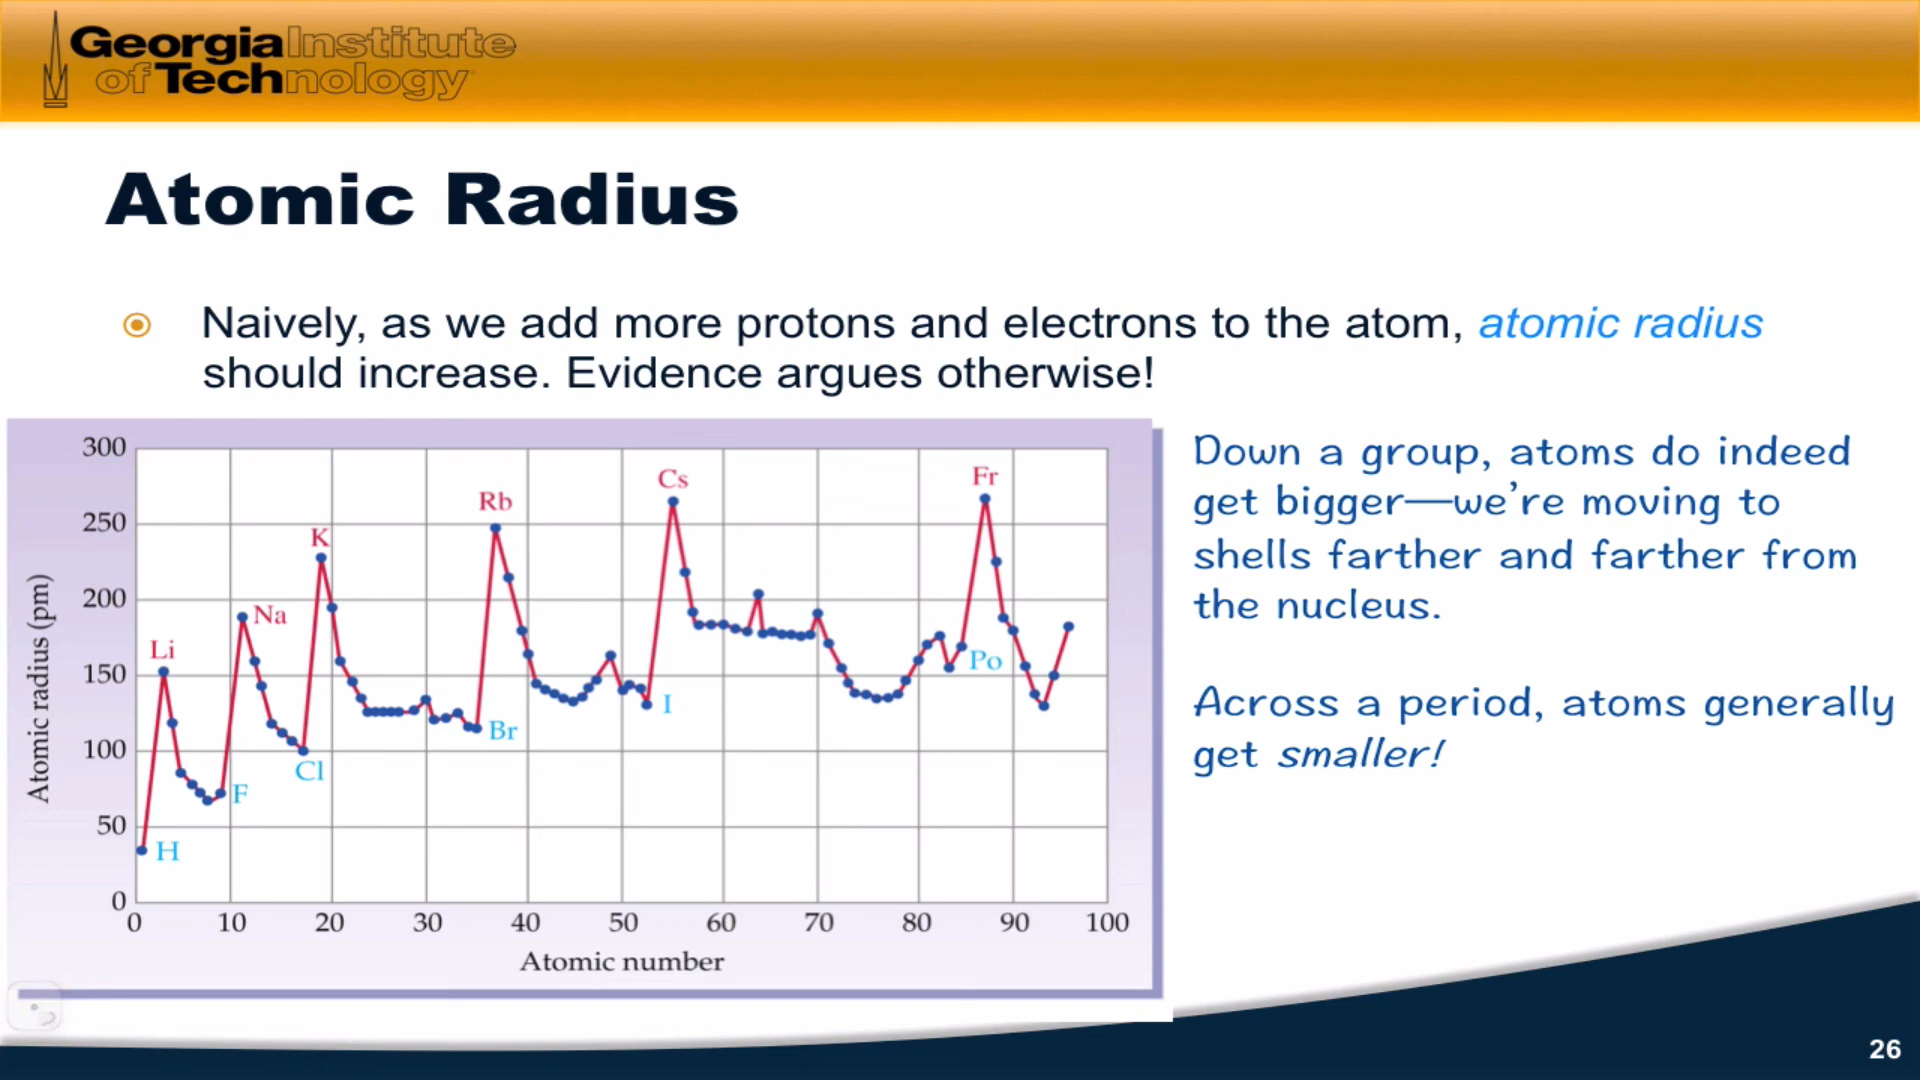 Georgia Institute
of Technology
Atomic Radius
Naively, as we add more protons and electrons to the atom, atomic radius
should increase. Evidence argues otherwise!
Down a group, atoms do indeed
get bigger—we're moving to
shells farther and farther from
the nucleus.
Across a period, atoms generally
get smaller!
300
250
200
150
100
50
0
Atomic radius (pm)
H
Li
F
Na
Cl
K
Br
Rb
I
Cs
Po
Fr
0 10 20 30 40 50 60 70 80 90 100
Atomic number
26